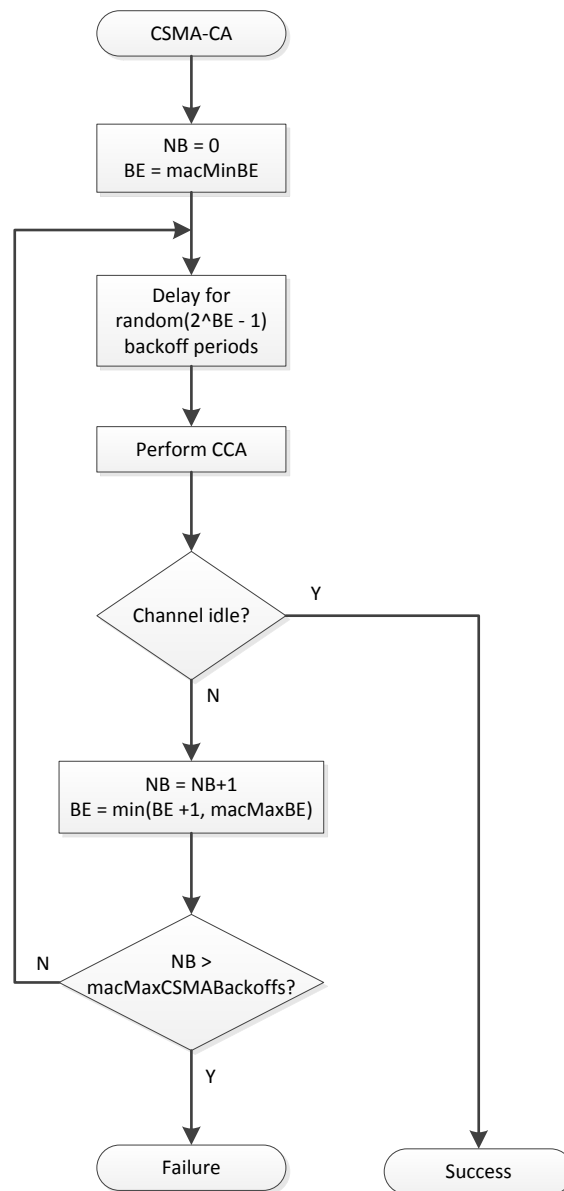 CSMA-CA
NB = 0
BE = macMinBE
Delay for
random(2^BE - 1)
backoff periods
Perform CCA
Channel idle?
Y
N
NB = NB+1
BE = min(BE +1, macMaxBE)
NB >
macMaxCSMABackoffs?
N
Y
Failure
Success